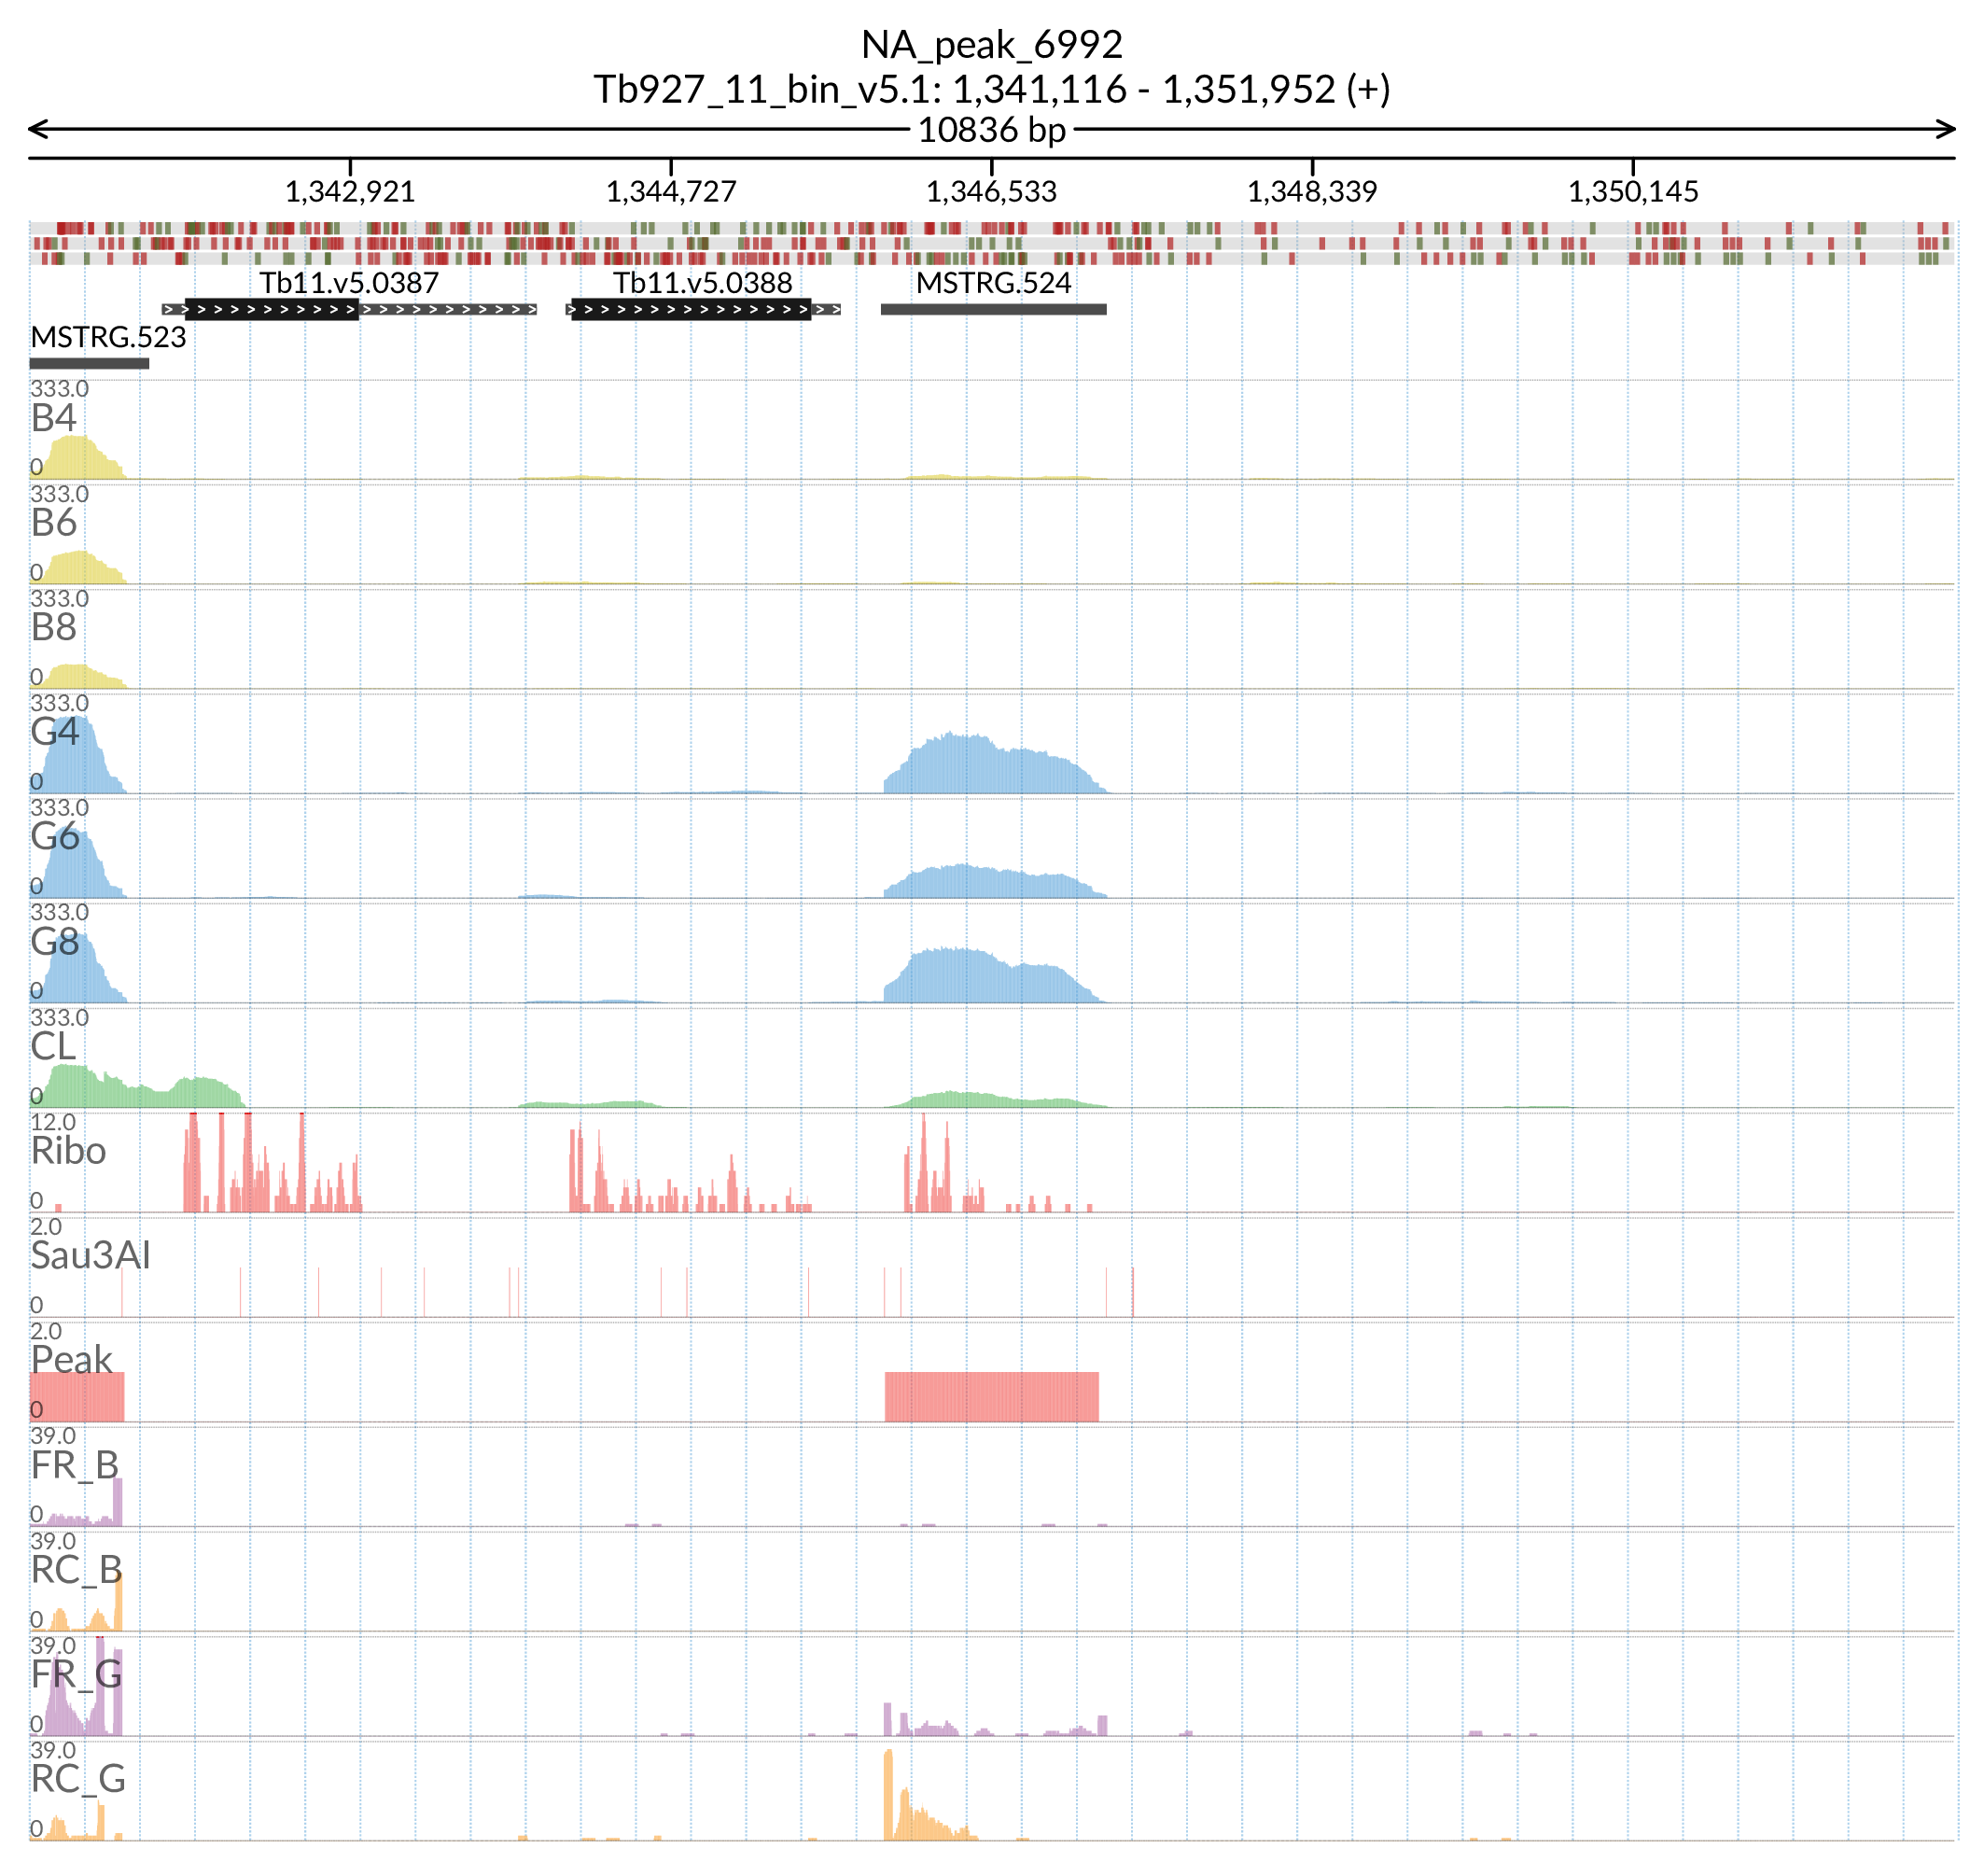 NA_peak_6992
Tb927_11_bin_v5.1: 1,341,116 - 1,351,952 (+)
10836 bp
1,342,921 1,344,727 1,346,533 1,348,339 1,350,145
Tb11.v5.0387 Tb11.v5.0388 MSTRG.524
MSTRG.523
333.0
B4
0
333.0
B6
0
333.0
B8
0
333.0
G4
0
333.0
G6
0
333.0
G8
0
333.0
CL
0
12.0
Ribo
0
2.0
Sau3AI
0
2.0
Peak
0
39.0
FR_B
0
39.0
RC_B
0
39.0
FR_G
0
39.0
RC_G
0